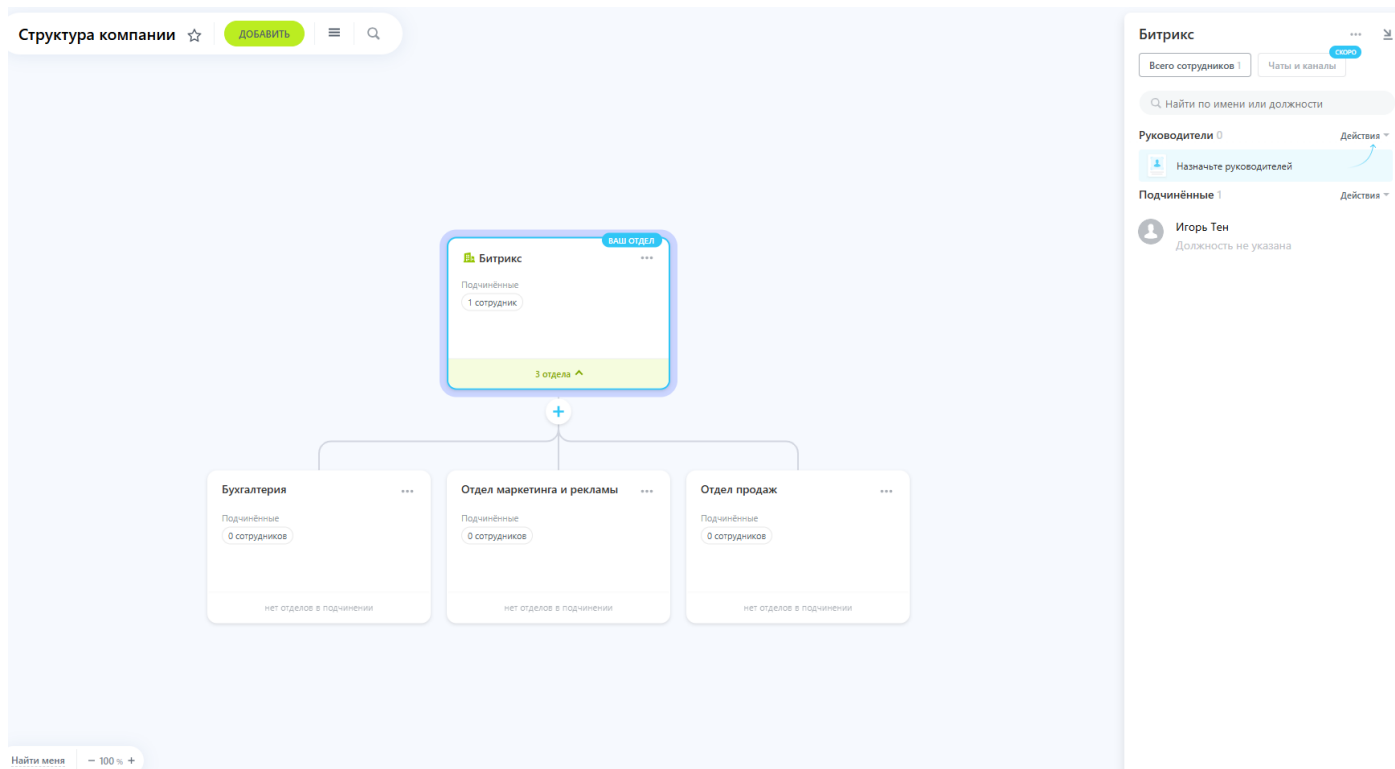 Структура компании
ДОБАВИТЬ
Битрикс
СКОРО
Всего сотрудников 1
Чаты и каналы
Найти по имени или должности
Руководители 0
Действия
Назначьте руководителей
Подчинённые 1
Действия
Игорь Тен
Должность не указана
ВАШ ОТДЕЛ
Битрикс
Подчинённые
1 сотрудник
3 отдела
Бухгалтерия
Подчинённые
0 сотрудников
нет отделов в подчинении
Отдел маркетинга и рекламы
Подчинённые
0 сотрудников
нет отделов в подчинении
Отдел продаж
Подчинённые
0 сотрудников
нет отделов в подчинении
Найти меня
− 100 % +